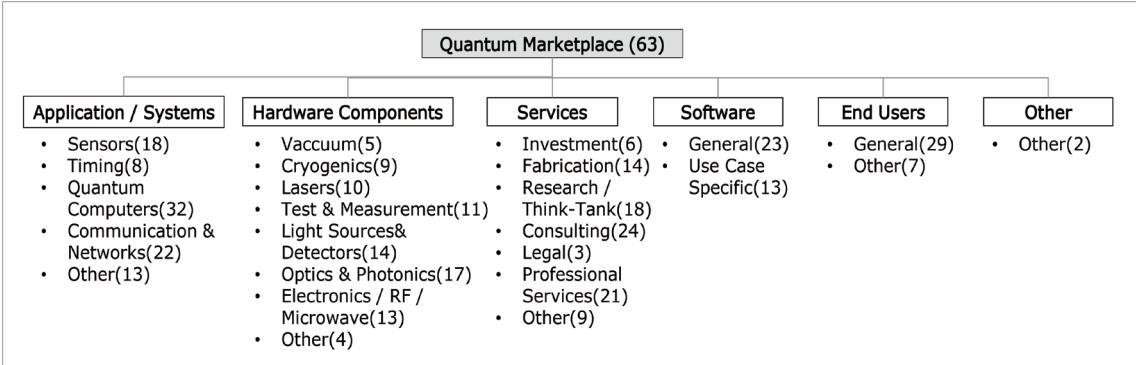 Quantum Marketplace (63)
Application / Systems
• Sensors(18)
• Timing(8)
• Quantum
Computers(32)
• Communication &
Networks(22)
• Other(13)
Hardware Components
• Vaccuum(5)
• Cryogenics(9)
• Lasers(10)
• Test & Measurement(11)
• Light Sources&
Detectors(14)
• Optics & Photonics(17)
• Electronics / RF /
Microwave(13)
• Other(4)
Services
• Investment(6)
• Fabrication(14)
• Research /
Think-Tank(18)
• Consulting(24)
• Legal(3)
• Professional
Services(21)
• Other(9)
Software
• General(23)
• Use Case
Specific(13)
End Users
• General(29)
• Other(7)
Other
• Other(2)